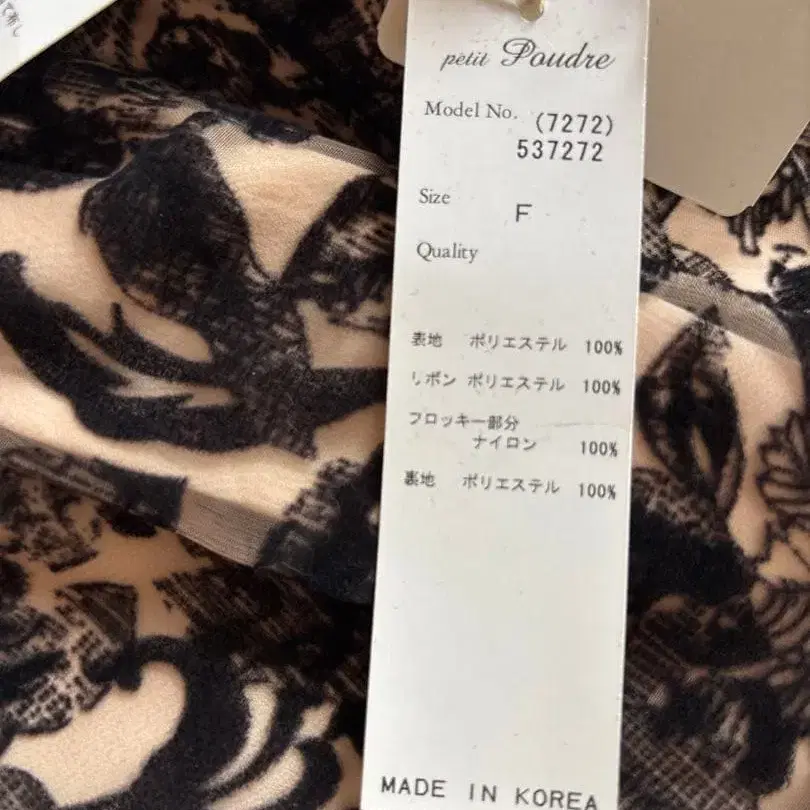 petit Poudre
Model No. (7272)
537272
Size F
Quality
表地 ポリエステル 100%
リボン ポリエステル 100%
フロッキー部分
ナイロン 100%
裏地 ポリエステル 100%
MADE IN KOREA